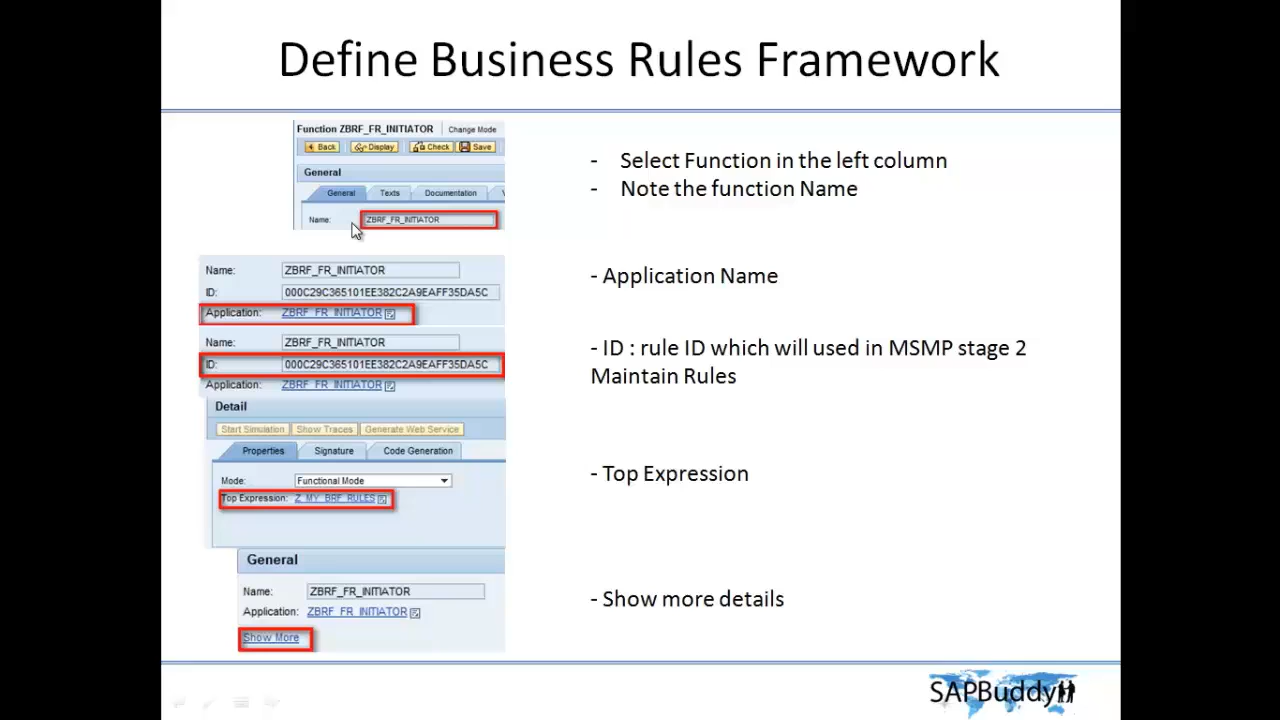 Define Business Rules Framework
Function ZBRF_FR_INITIATOR Change Mode
Back Display Check Save
General
General Texts Documentation
Name: ZBRF_FR_INITIATOR
- Select Function in the left column
- Note the function Name
Name: ZBRF_FR_INITIATOR
ID: 000C29C365101EE382C2A9EAFF35DA5C
Application: ZBRF_FR_INITIATOR
- Application Name
Name: ZBRF_FR_INITIATOR
ID: 000C29C365101EE382C2A9EAFF35DA5C
Application: ZBRF_FR_INITIATOR
- ID : rule ID which will used in MSMP stage 2
Maintain Rules
Detail
Start Simulation Show Traces Generate Web Service
Properties Signature Code Generation
Mode: Functional Mode
Top Expression: Z_MY_BRF_RULES
- Top Expression
General
Name: ZBRF_FR_INITIATOR
Application: ZBRF_FR_INITIATOR
Show More
- Show more details
SAPBuddy